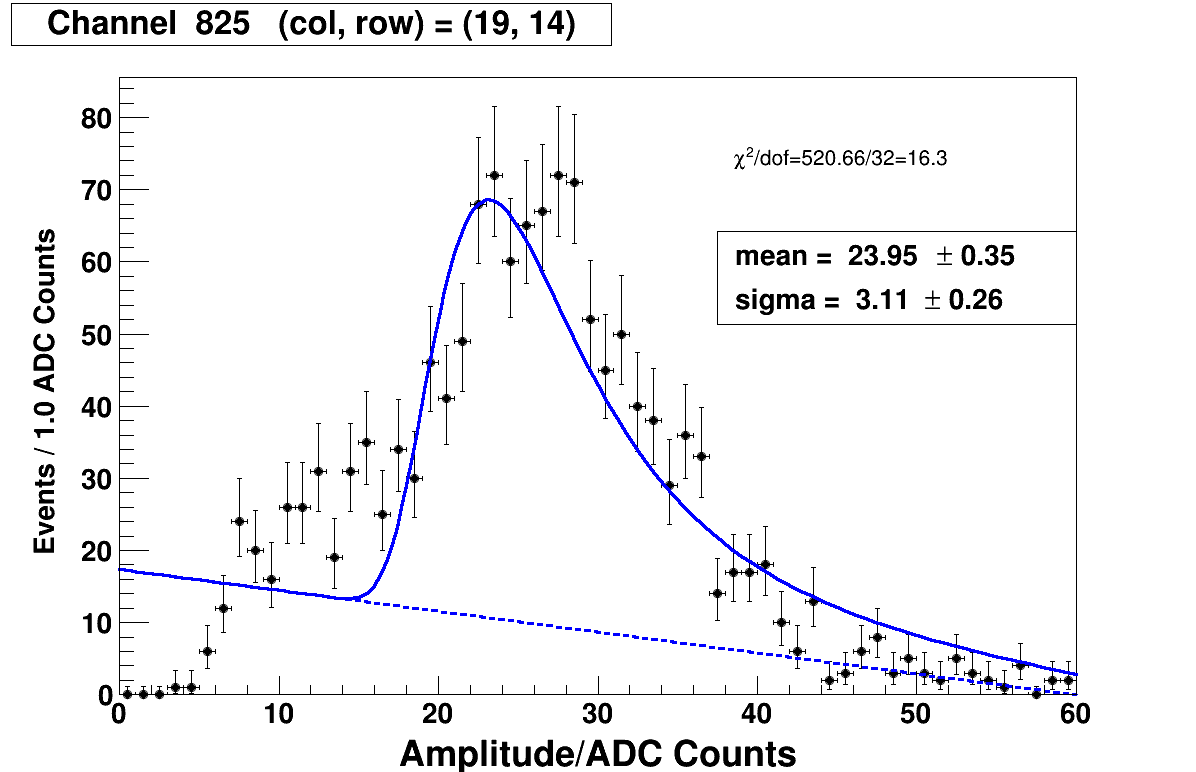 Channel 825 (col, row) = (19, 14)
χ²/dof=520.66/32=16.3
mean = 23.95 ± 0.35
sigma = 3.11 ± 0.26
Events / 1.0 ADC Counts
80
70
60
50
40
30
20
10
0
0 10 20 30 40 50 60
Amplitude/ADC Counts